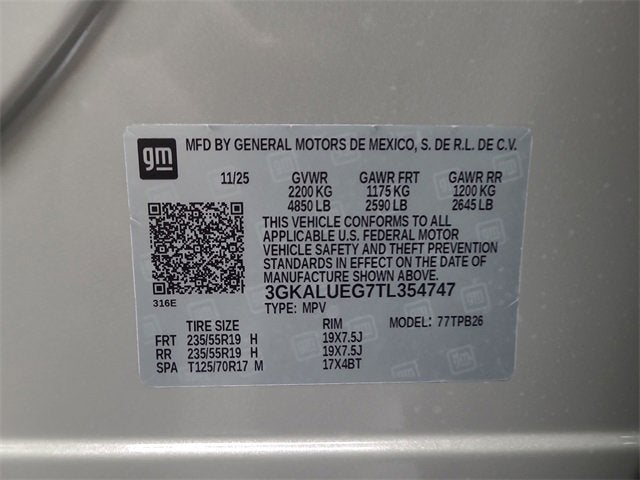 gm MFD BY GENERAL MOTORS DE MEXICO, S. DE R.L. DE C.V.
11/25 GVWR GAWR FRT GAWR RR
2200 KG 1175 KG 1200 KG
4850 LB 2590 LB 2645 LB
THIS VEHICLE CONFORMS TO ALL
APPLICABLE U.S. FEDERAL MOTOR
VEHICLE SAFETY AND THEFT PREVENTION
STANDARDS IN EFFECT ON THE DATE OF
MANUFACTURE SHOWN ABOVE.
316E
3GKALUEG7TL354747
TYPE: MPV
TIRE SIZE RIM MODEL: 77TPB26
FRT 235/55R19 H 19X7.5J
RR 235/55R19 H 19X7.5J
SPA T125/70R17 M 17X4BT